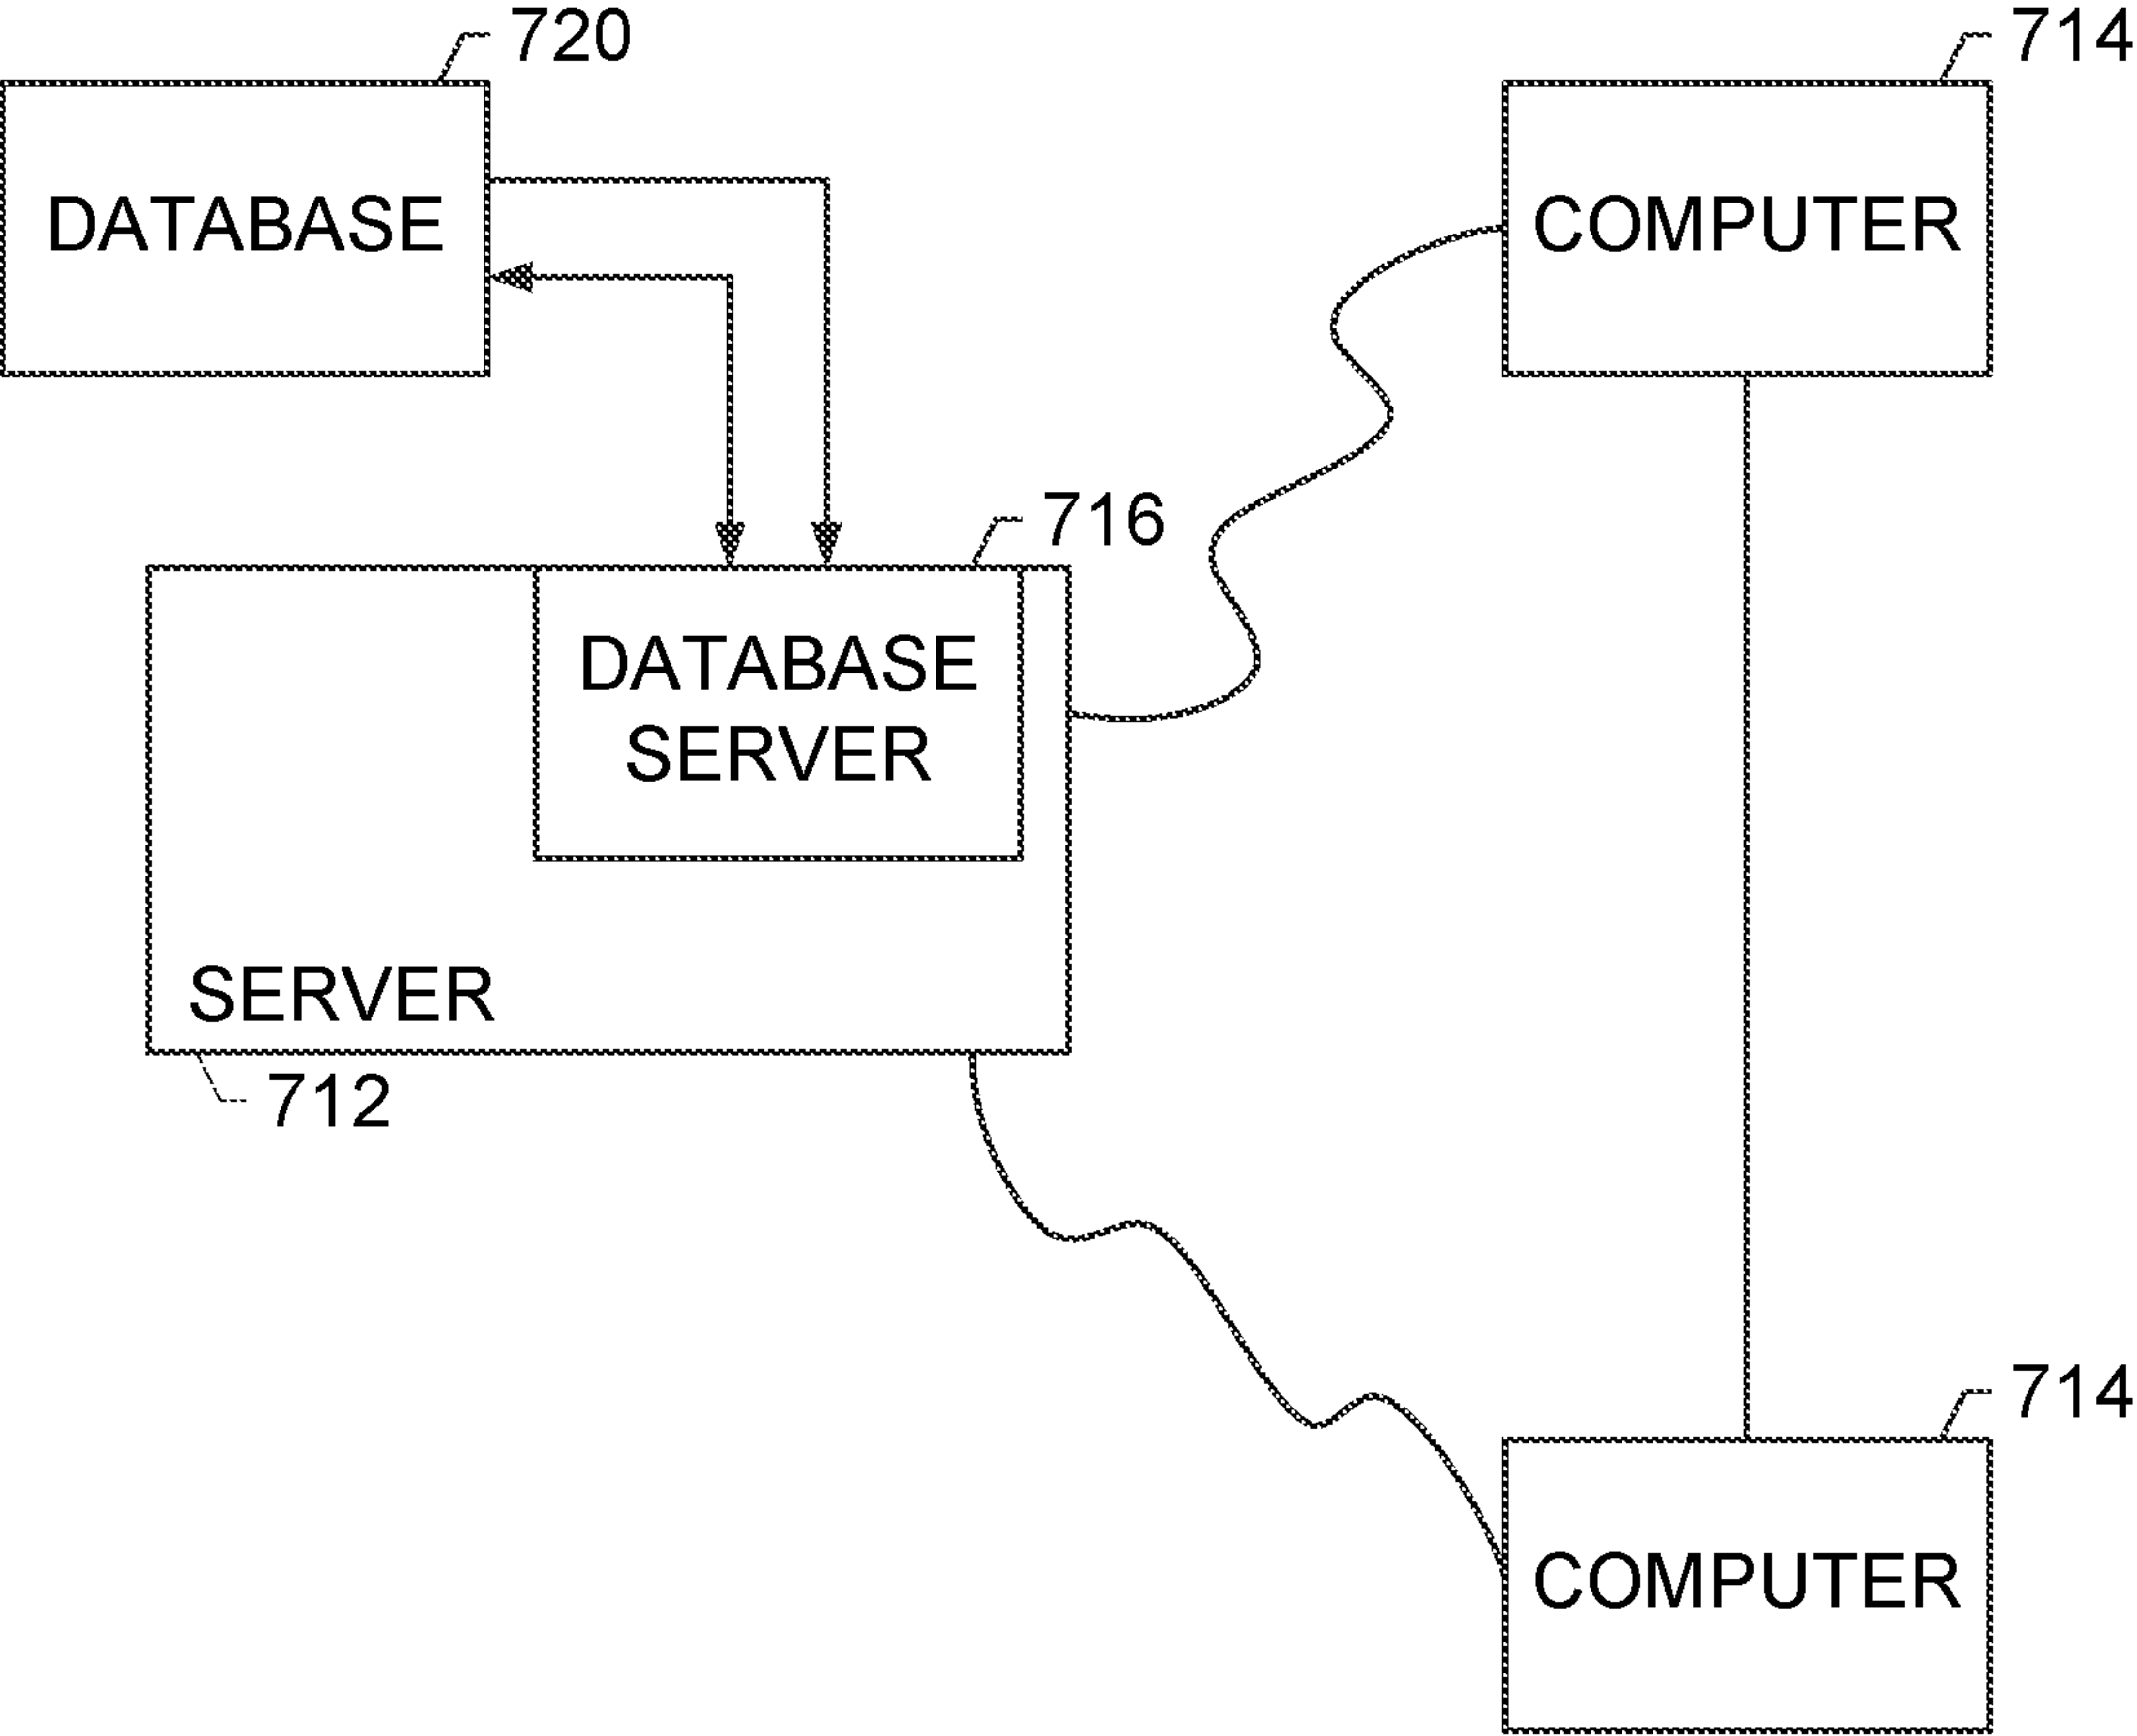 720
714
DATABASE
COMPUTER
716
DATABASE
SERVER
SERVER
712
714
COMPUTER